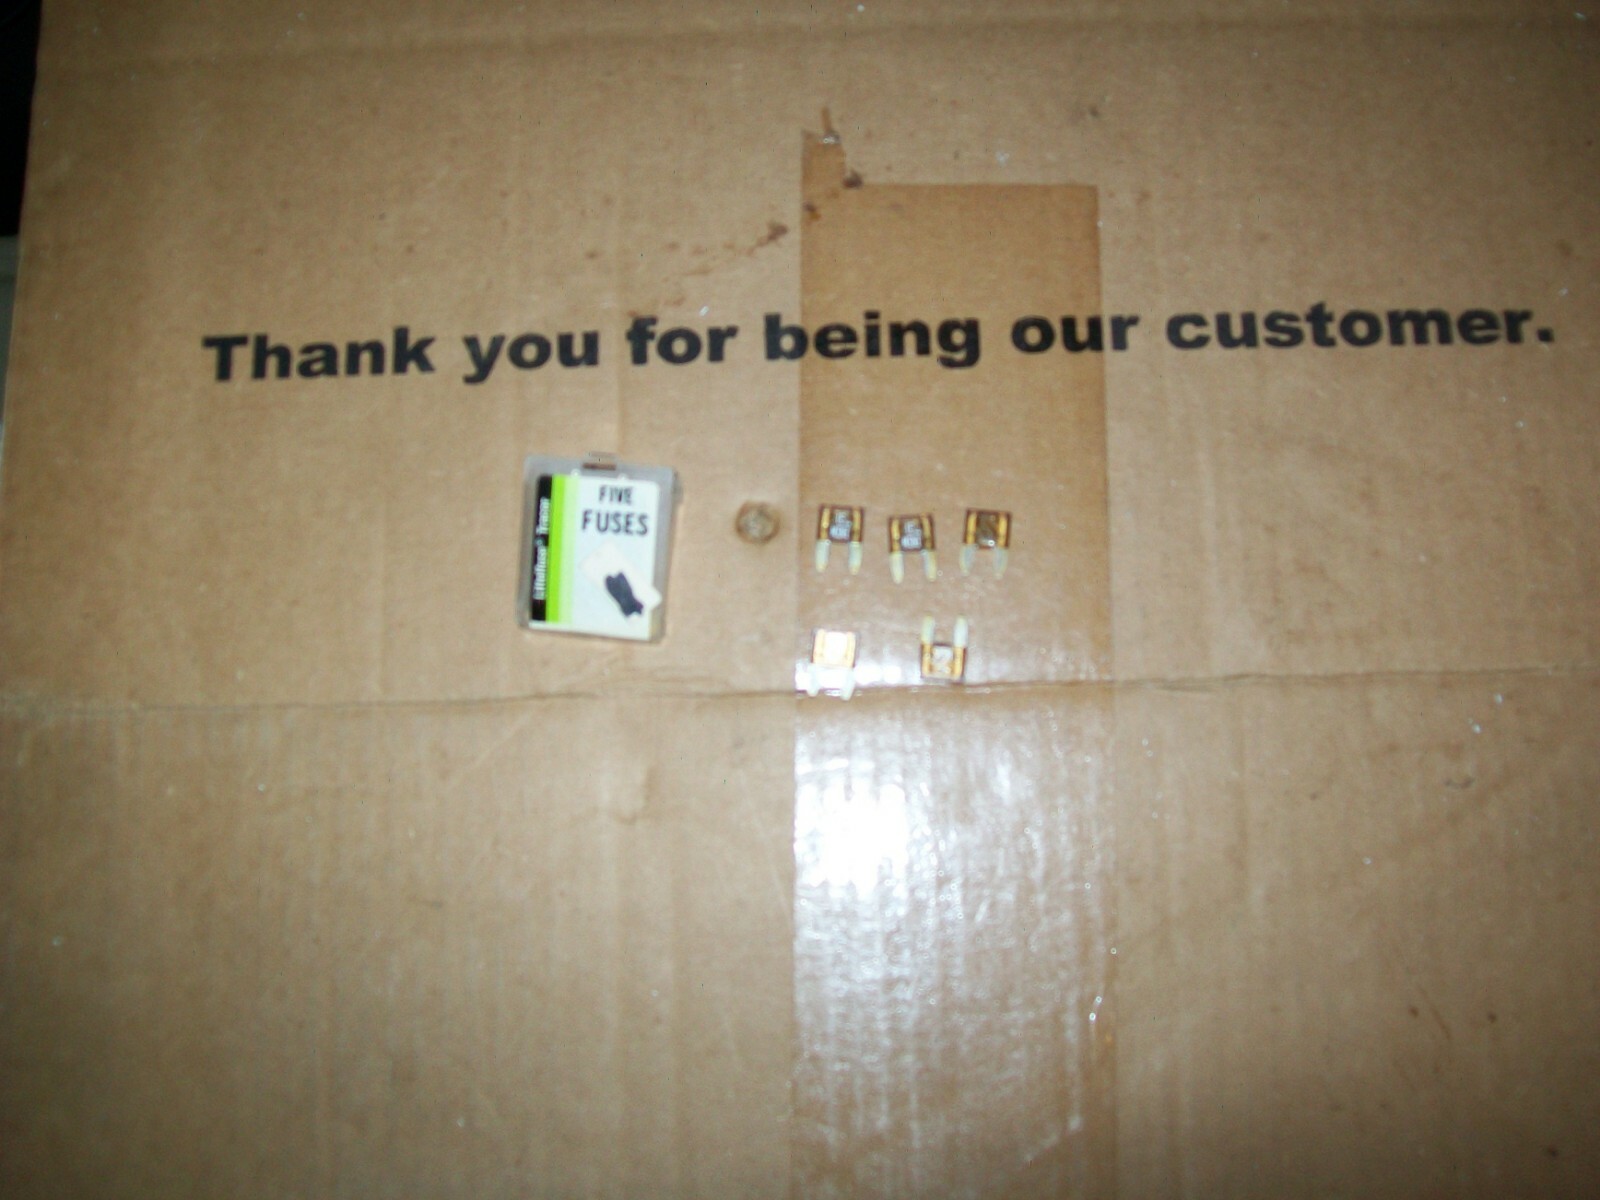 Thank you for being our customer.
FIVE
FUSES